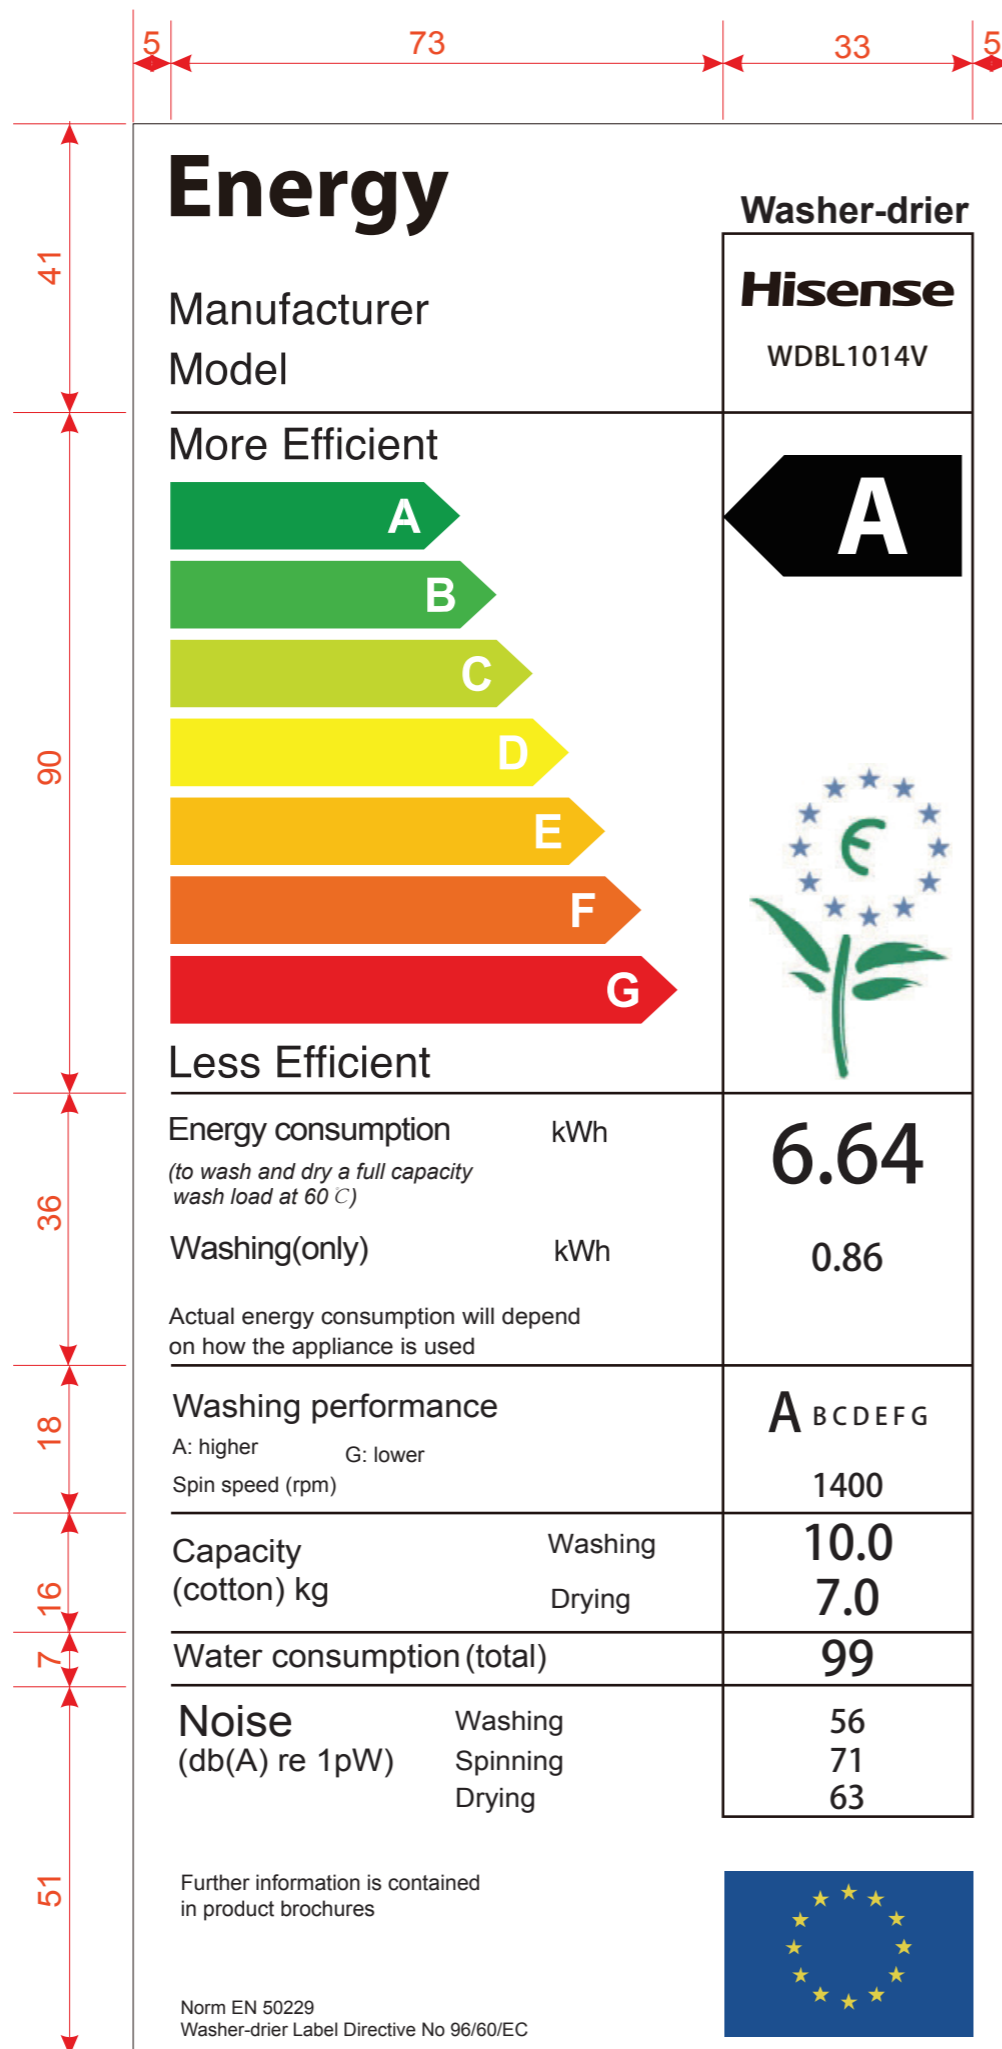 5 73 33 5
41
Energy
Washer-drier
Hisense
Manufacturer
WDBL1014V
Model
90
More Efficient
A A
B
C
D
E
F
G
Less Efficient
36
Energy consumption kWh 6.64
(to wash and dry a full capacity
wash load at 60℃)
Washing(only) kWh 0.86
Actual energy consumption will depend
on how the appliance is used
18
Washing performance A B C D E F G
A: higher G: lower
Spin speed (rpm) 1400
16
Capacity Washing 10.0
(cotton) kg Drying 7.0
7
Water consumption (total) 99
51
Noise Washing 56
(db(A) re 1pW) Spinning 71
Drying 63
Further information is contained
in product brochures
Norm EN 50229
Washer-drier Label Directive No 96/60/EC